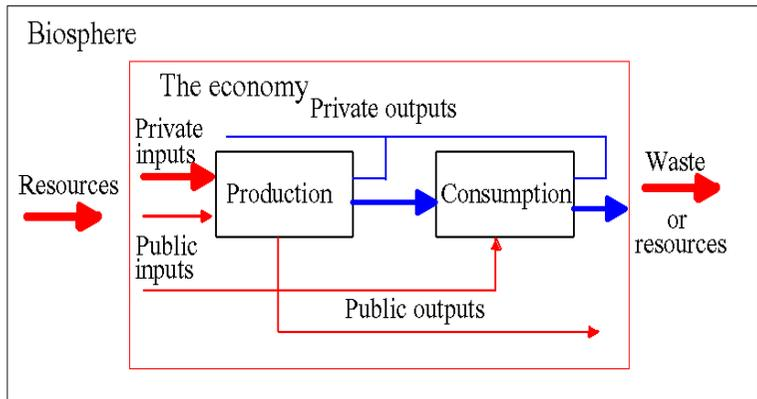 Biosphere
The economy
Private outputs
Private
inputs
Resources
Production
Consumption
Waste
or
resources
Public
inputs
Public outputs